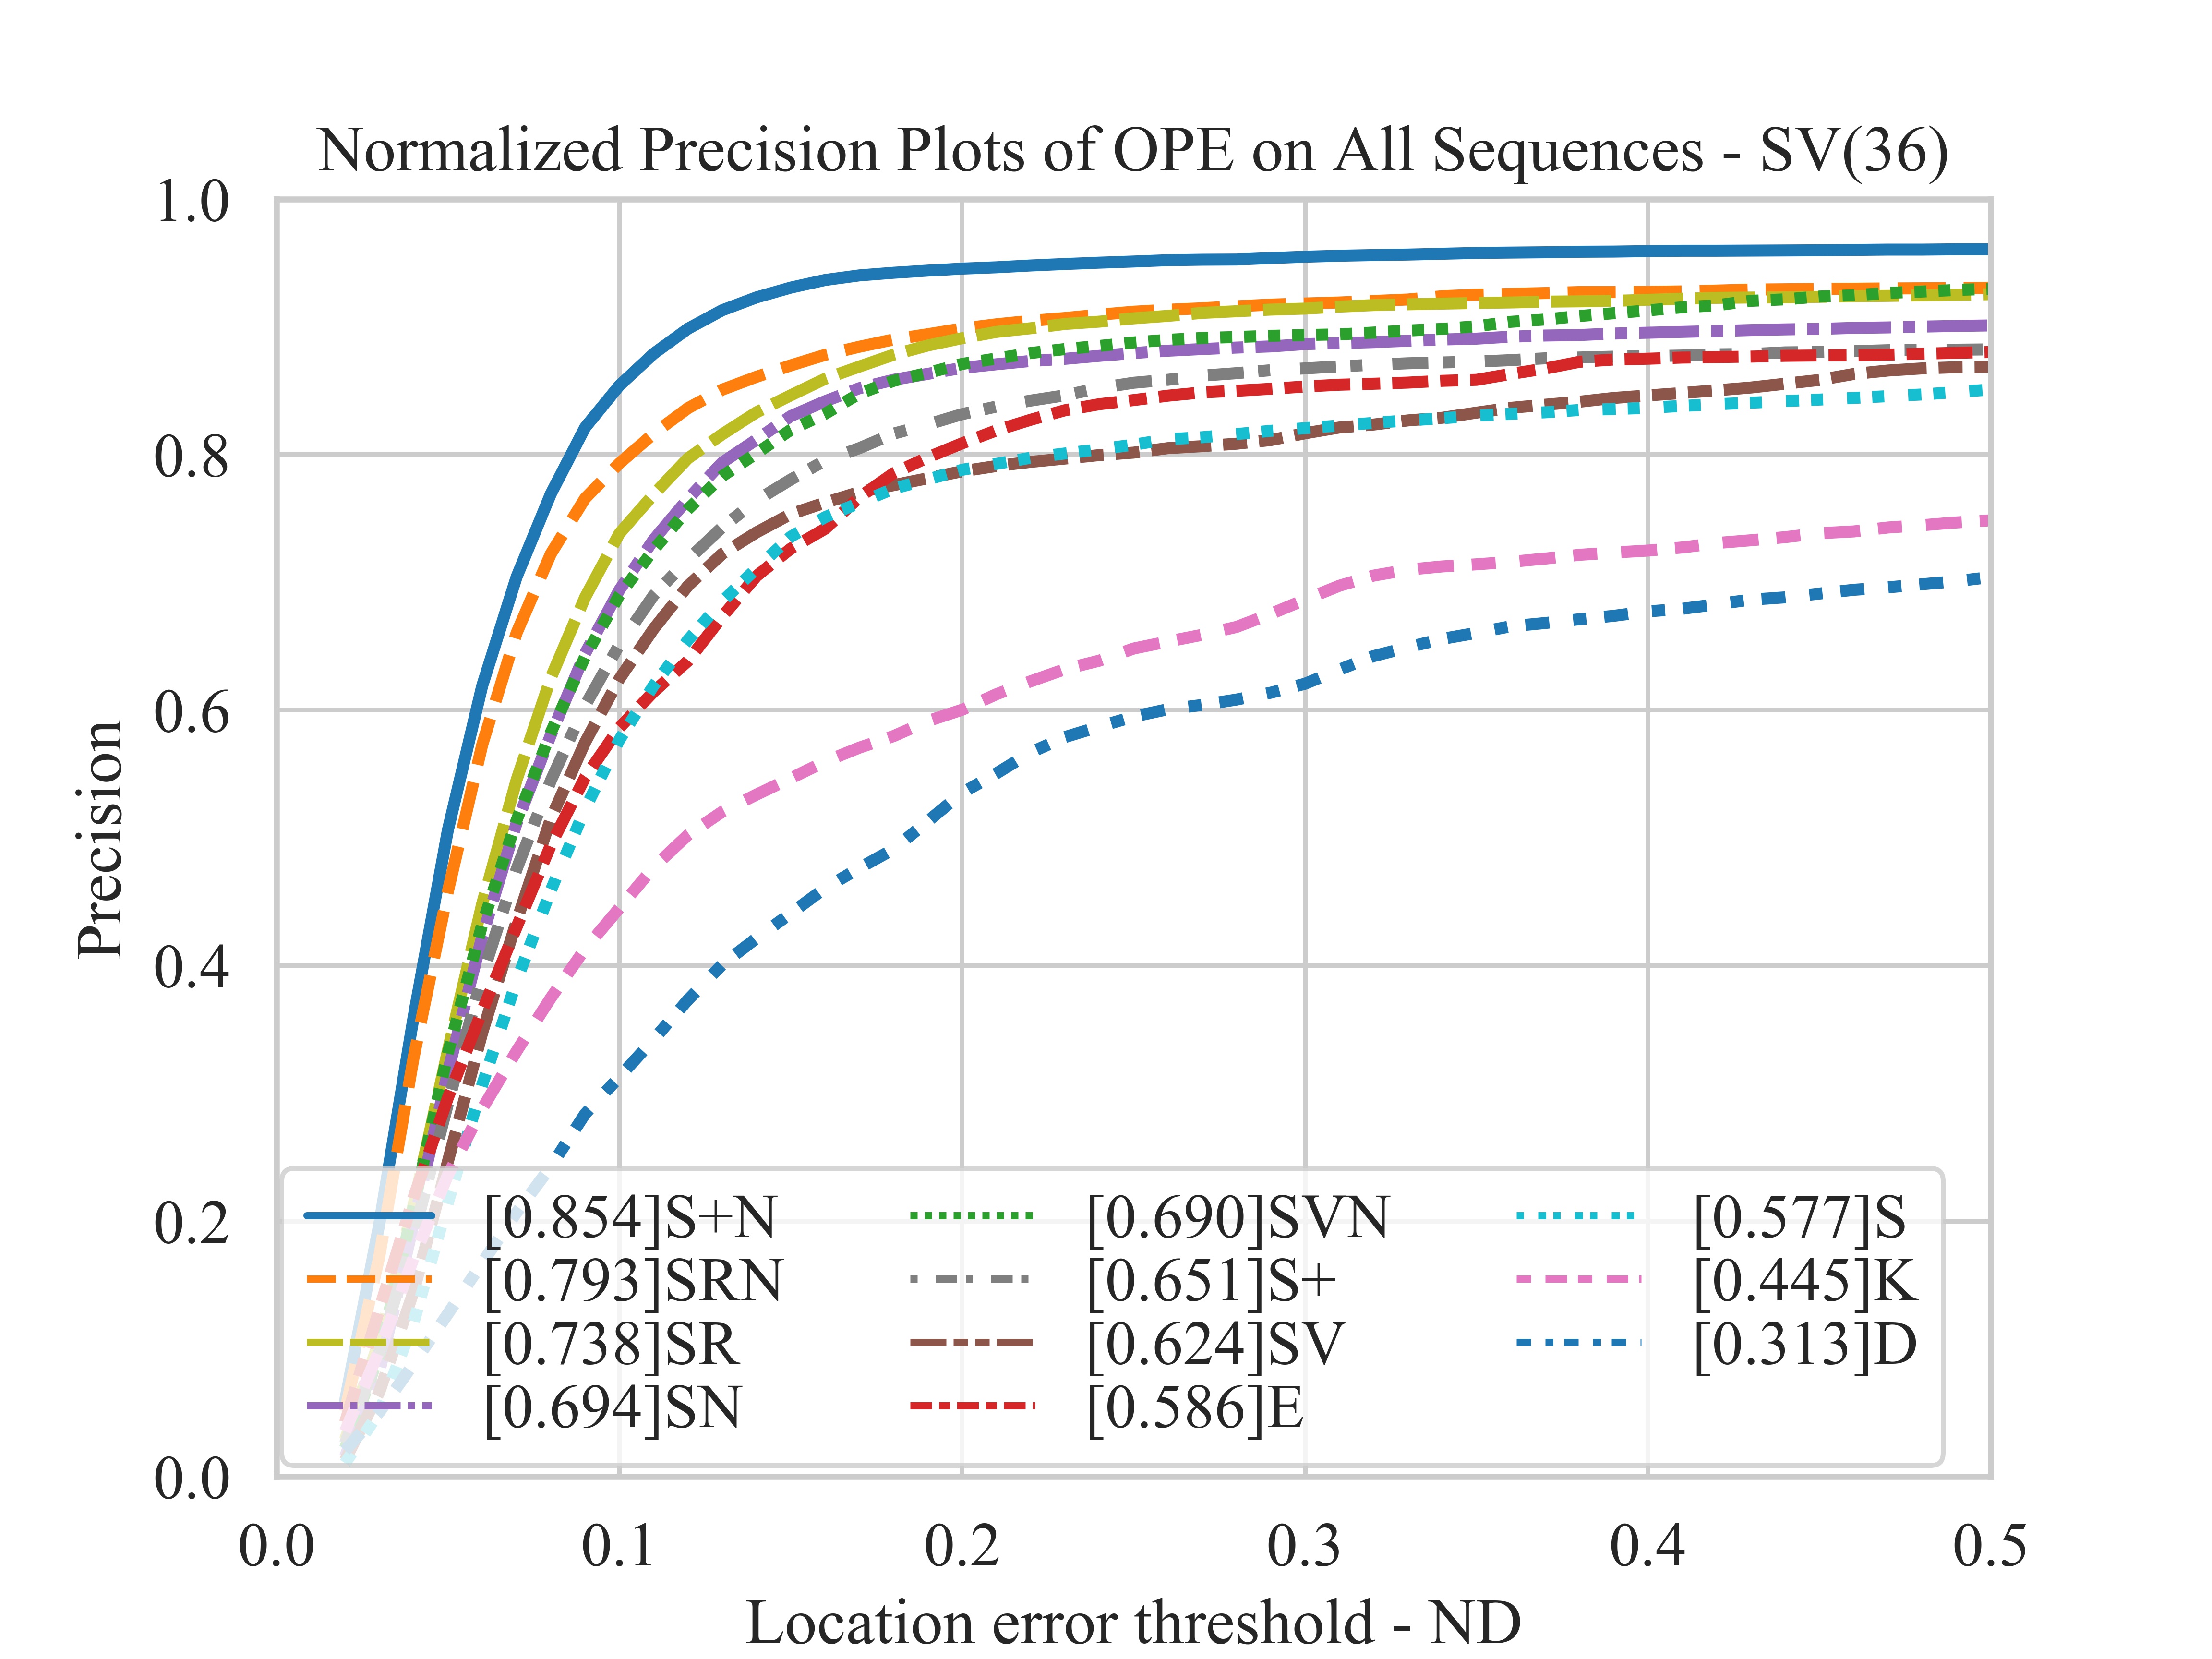 Normalized Precision Plots of OPE on All Sequences - SV(36)
1.0
0.8
0.6
0.4
0.2
0.0
Precision
[0.854]S+N
[0.793]SRN
[0.738]SR
[0.694]SN
[0.690]SVN
[0.651]S+
[0.624]SV
[0.586]E
[0.577]S
[0.445]K
[0.313]D
0.0 0.1 0.2 0.3 0.4 0.5
Location error threshold - ND